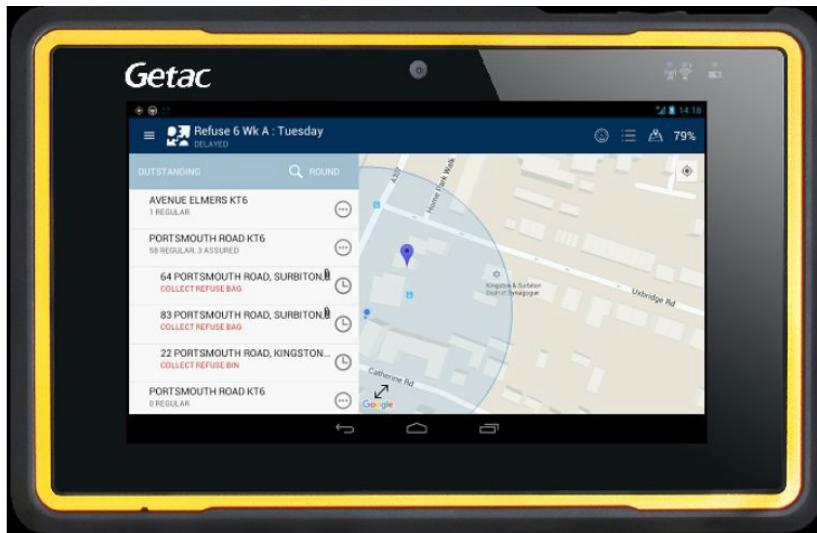 Getac
14:18
Refuse 6 Wk A : Tuesday
DELAYED
79%
OUTSTANDING
ROUND
AVENUE ELMERS KT6
1 REGULAR
PORTSMOUTH ROAD KT6
58 REGULAR, 3 ASSURED
64 PORTSMOUTH ROAD, SURBITON,
COLLECT REFUSE BAG
83 PORTSMOUTH ROAD, SURBITON,
COLLECT REFUSE BAG
22 PORTSMOUTH ROAD, KINGSTON...
COLLECT REFUSE BIN
PORTSMOUTH ROAD KT6
A307
Home Park Walk
Kingston & Surbiton
District Synagogue
Uxbridge Rd
Catherine Rd
Google